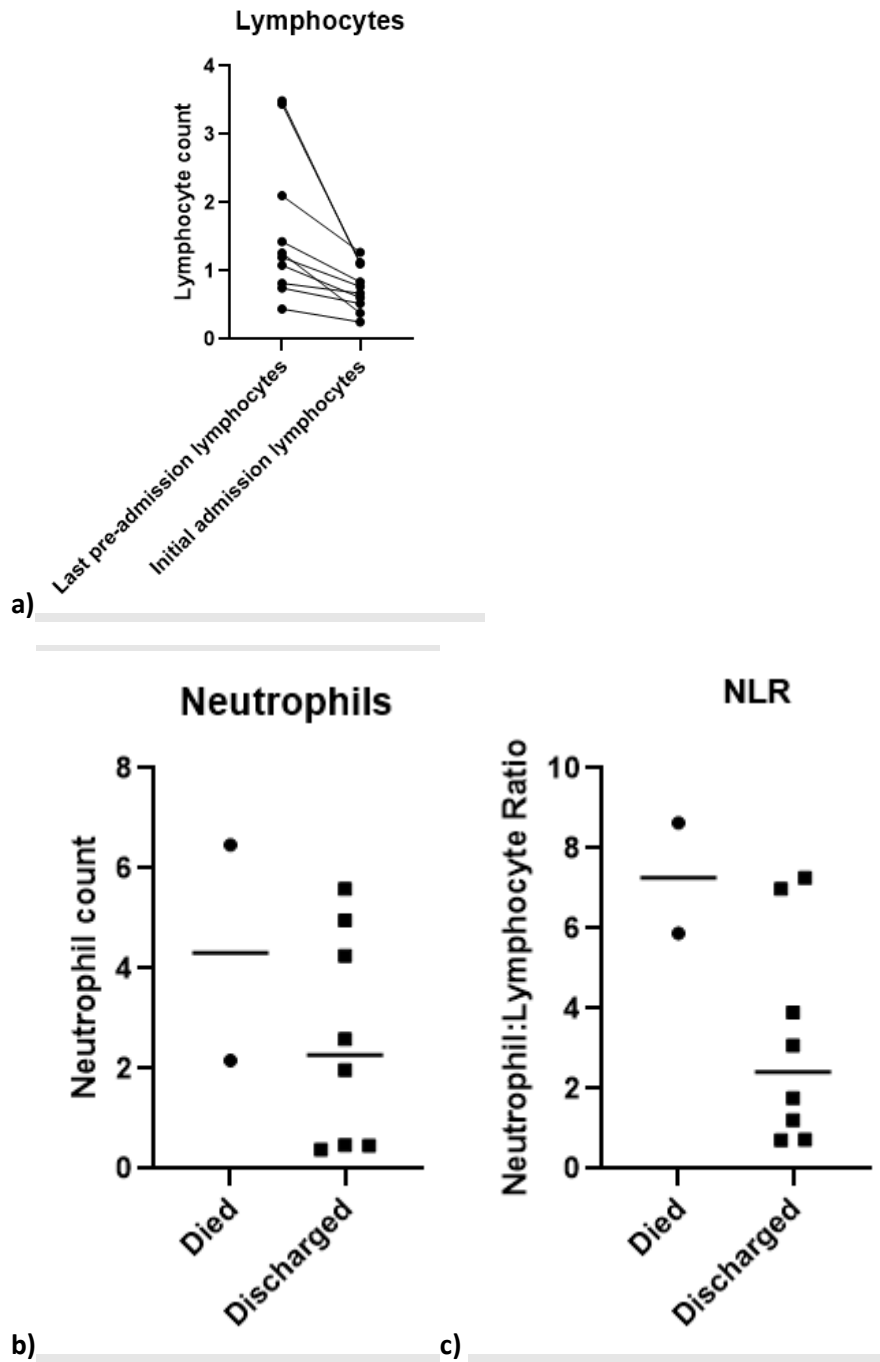 Lymphocytes
Lymphocyte count
4
3
2
1
0
Last pre-admission lymphocytes
Initial admission lymphocytes
a)
Neutrophils
Neutrophil count
8
6
4
2
0
Died
Discharged
b)
NLR
Neutrophil:Lymphocyte Ratio
10
8
6
4
2
0
Died
Discharged
c)